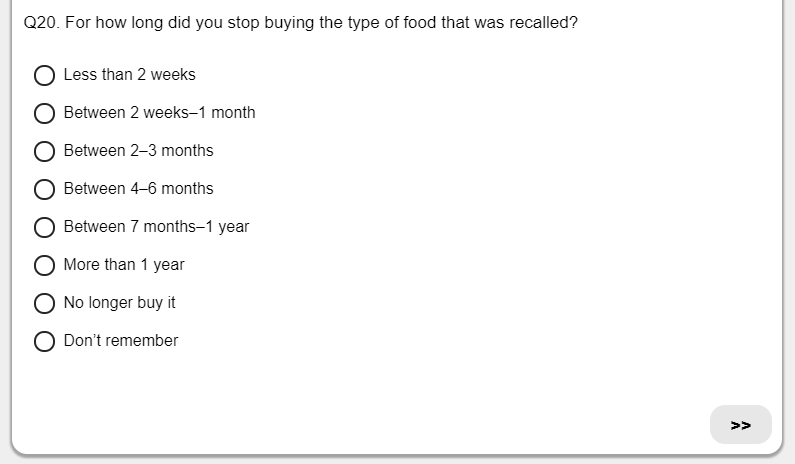 Q20. For how long did you stop buying the type of food that was recalled?
Less than 2 weeks
Between 2 weeks–1 month
Between 2–3 months
Between 4–6 months
Between 7 months–1 year
More than 1 year
No longer buy it
Don't remember
>>